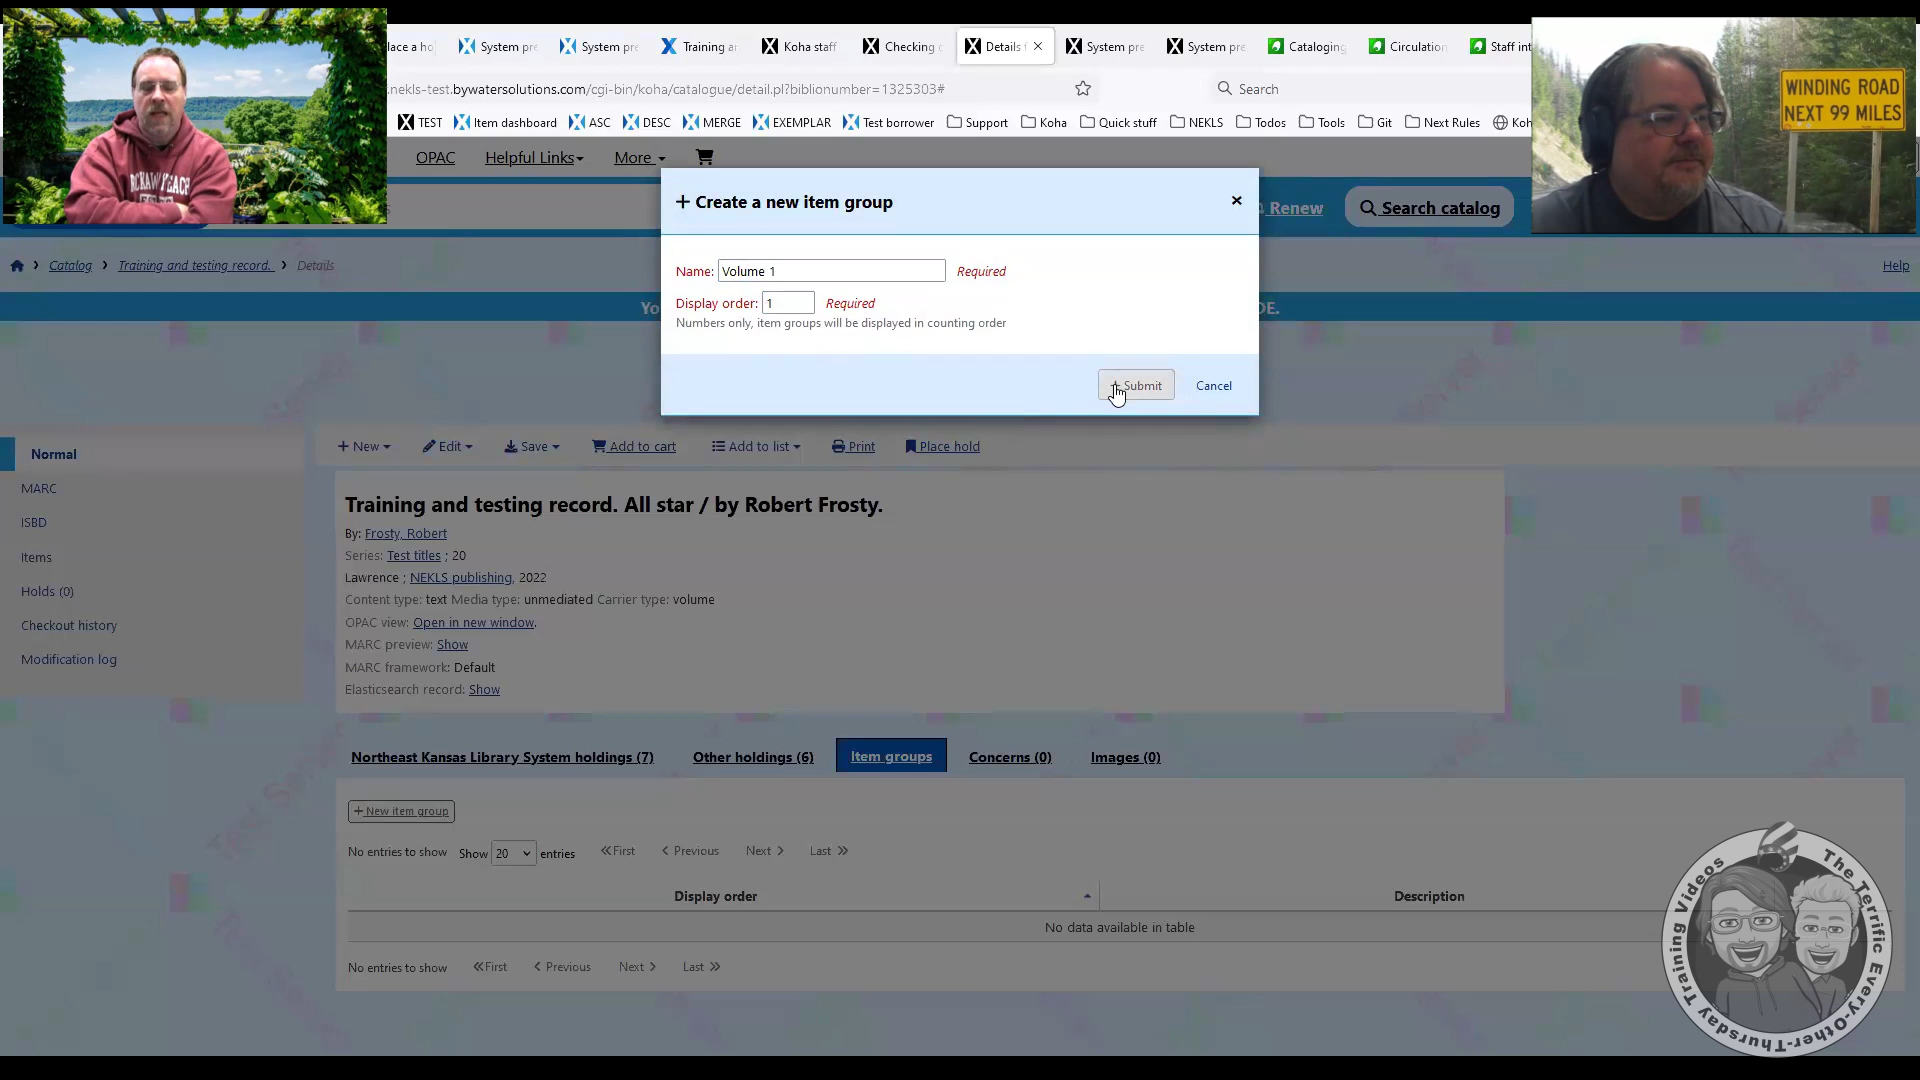 Place a ho
System pre
System pre
Training an
Koha staff
Checking o
Details f
System pre
System pre
Cataloging
Circulation
Staff int
.nekls-test.bywatersolutions.com/cgi-bin/koha/catalogue/detail.pl?biblionumber=1325303#
Search
TEST
Item dashboard
ASC
DESC
MERGE
EXEMPLAR
Test borrower
Support
Koha
Quick stuff
NEKLS
Todos
Tools
Git
Next Rules
Koh
WINDING ROAD
NEXT 99 MILES
OPAC
Helpful Links
More
+ Create a new item group
Renew
Search catalog
Name: Volume 1 Required
Display order: 1 Required
Numbers only, item groups will be displayed in counting order
Submit
Cancel
Catalog
Training and testing record.
Details
Help
Yo
DE.
Normal
MARC
ISBD
Items
Holds (0)
Checkout history
Modification log
+ New
Edit
Save
Add to cart
Add to list
Print
Place hold
Training and testing record. All star / by Robert Frosty.
By: Frosty, Robert
Series: Test titles ; 20
Lawrence ; NEKLS publishing, 2022
Content type: text Media type: unmediated Carrier type: volume
OPAC view: Open in new window.
MARC preview: Show
MARC framework: Default
Elasticsearch record: Show
Northeast Kansas Library System holdings (7)
Other holdings (6)
Item groups
Concerns (0)
Images (0)
+ New item group
No entries to show Show 20 entries First Previous Next Last
Display order
Description
No data available in table
No entries to show First Previous Next Last
The Terrific Every-Other-Thursday Training Videos